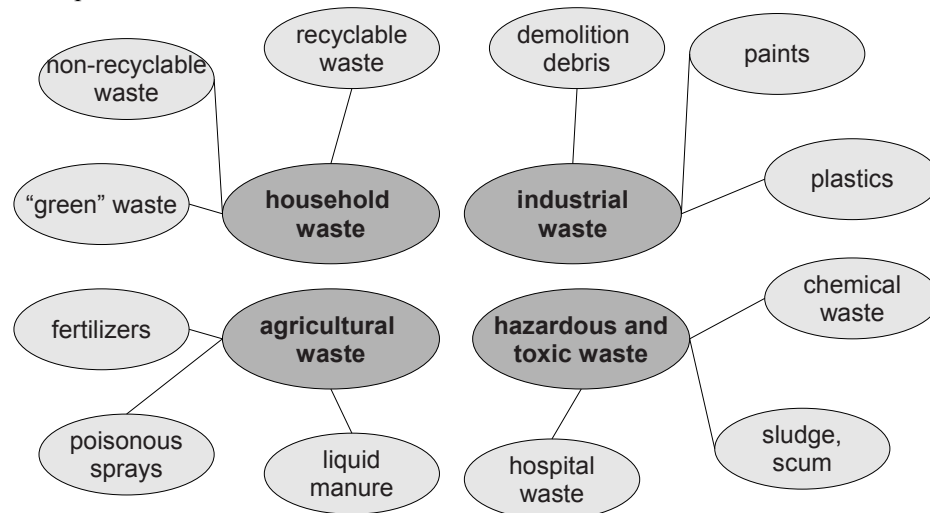 non-recyclable
waste
recyclable
waste
demolition
debris
paints
"green" waste
household
waste
industrial
waste
plastics
fertilizers
agricultural
waste
hazardous and
toxic waste
chemical
waste
poisonous
sprays
liquid
manure
hospital
waste
sludge,
scum